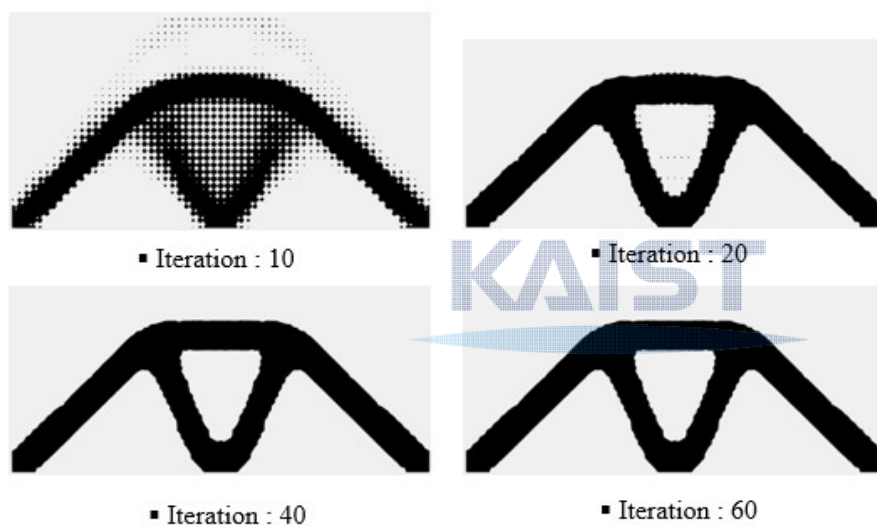 ▪ Iteration : 10
▪ Iteration : 20
KAIST
▪ Iteration : 40
▪ Iteration : 60